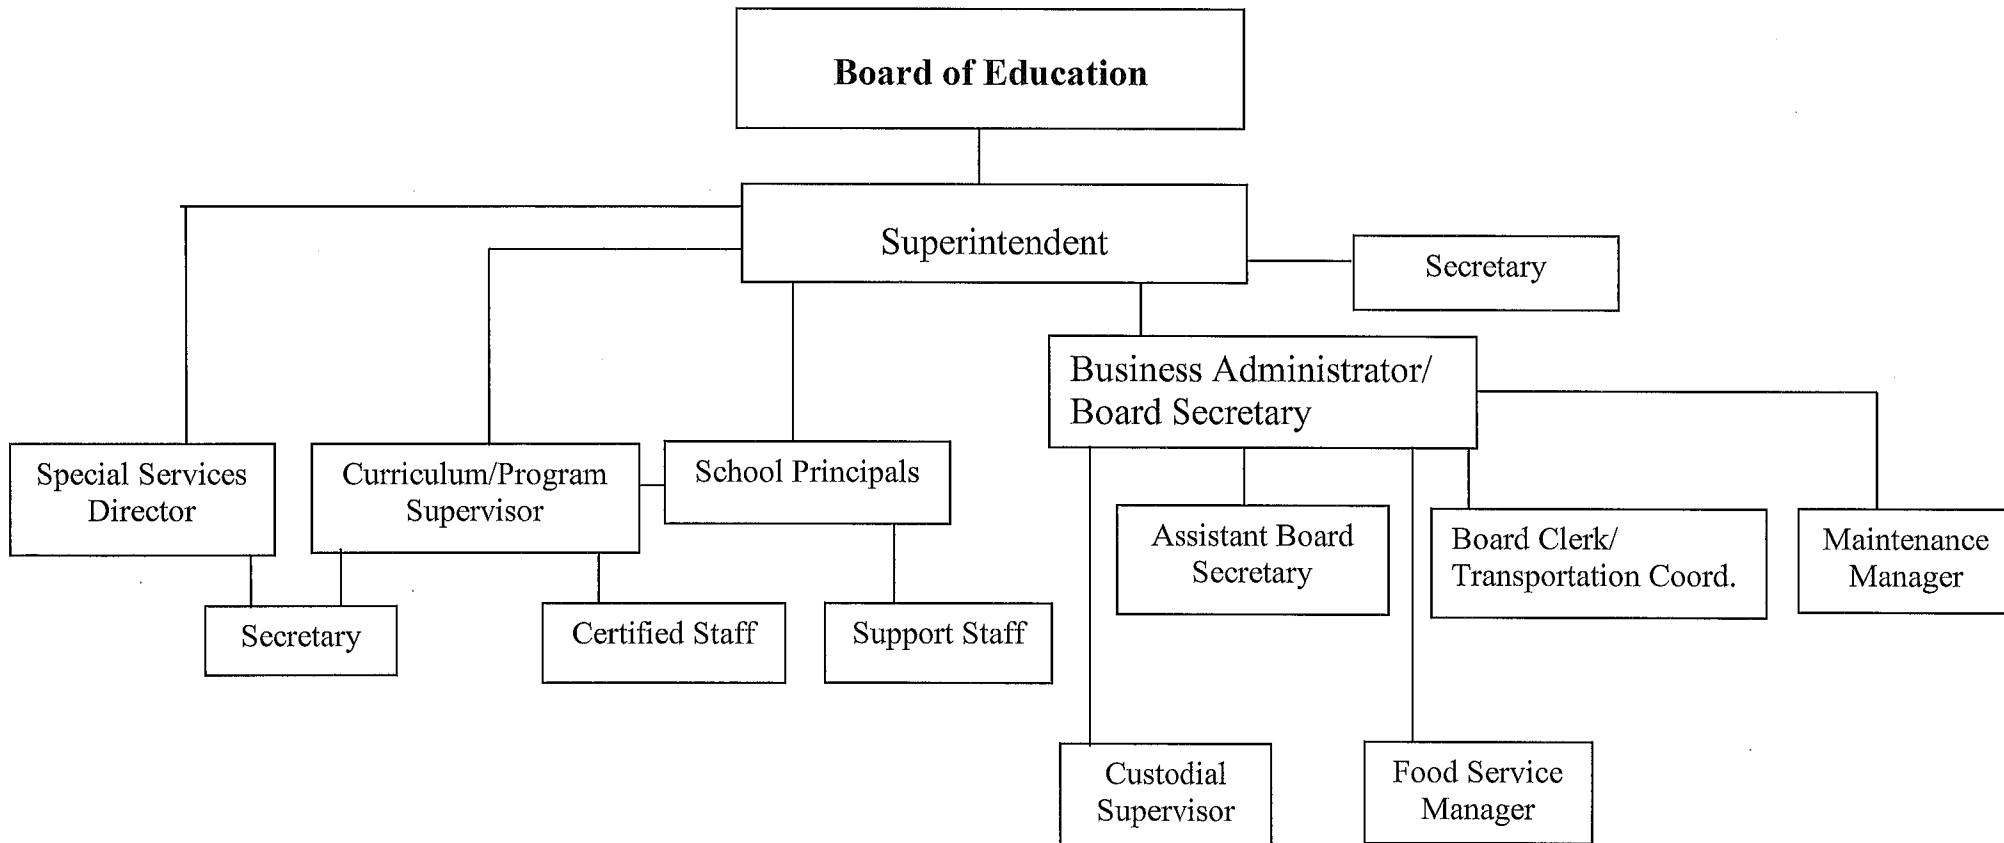 Board of Education
Superintendent
Secretary
Business Administrator/
Board Secretary
Special Services
Director
Curriculum/Program
Supervisor
School Principals
Assistant Board
Secretary
Board Clerk/
Transportation Coord.
Maintenance
Manager
Secretary
Certified Staff
Support Staff
Custodial
Supervisor
Food Service
Manager